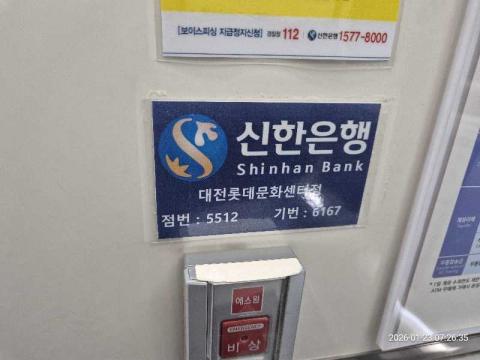 [보이스피싱 지급정지신청] 경찰청 112 | 신한은행 1577-8000
신한은행
Shinhan Bank
대전롯데문화센터점
점번 : 5512 기번 : 6167
에스원
EMERGENCY
비상
2026-01-23 07:26:35